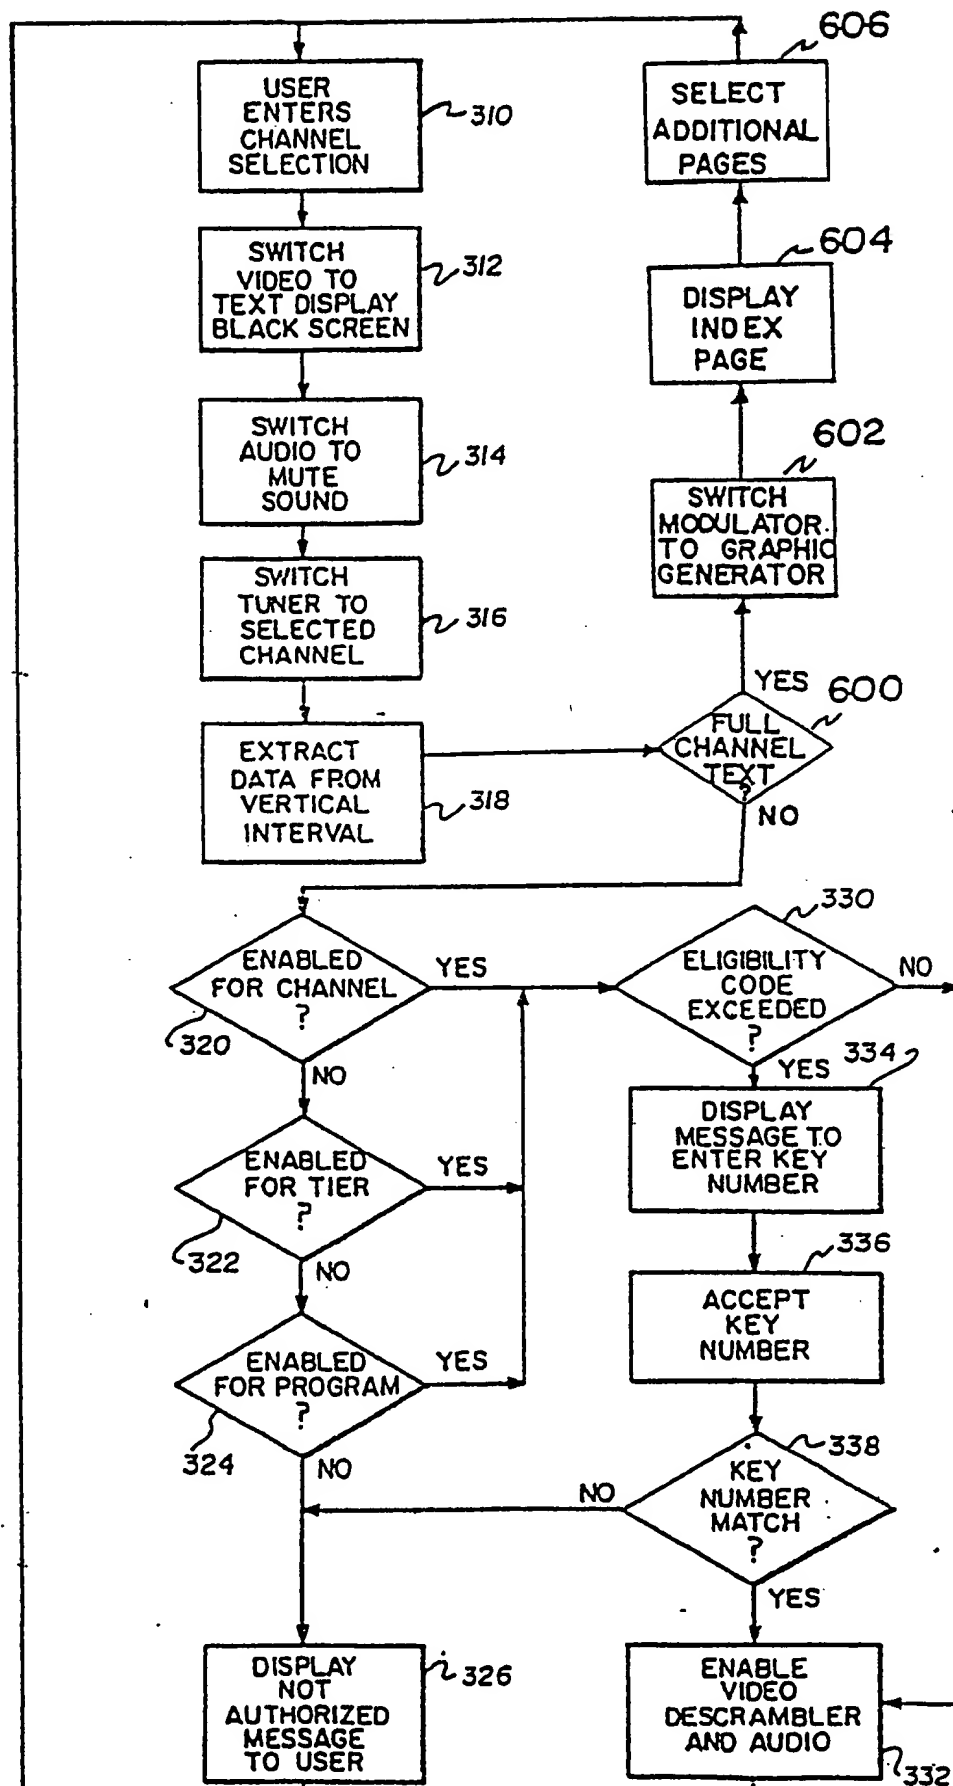 USER
ENTERS
CHANNEL
SELECTION
310
SWITCH
VIDEO TO
TEXT DISPLAY
BLACK SCREEN
312
SWITCH
AUDIO TO
MUTE
SOUND
314
SWITCH
TUNER TO
SELECTED
CHANNEL
316
EXTRACT
DATA FROM
VERTICAL
INTERVAL
318
606
SELECT
ADDITIONAL
PAGES
604
DISPLAY
INDEX
PAGE
602
SWITCH
MODULATOR
TO GRAPHIC
GENERATOR
YES
600
FULL
CHANNEL
TEXT
?
NO
ENABLED
FOR CHANNEL
?
YES
320
NO
ENABLED
FOR TIER
?
YES
322
NO
ENABLED
FOR PROGRAM
?
YES
324
NO
330
ELIGIBILITY
CODE
EXCEEDED
?
NO
YES
334
DISPLAY
MESSAGE TO
ENTER KEY
NUMBER
336
ACCEPT
KEY
NUMBER
338
KEY
NUMBER
MATCH
?
NO
YES
DISPLAY
NOT
AUTHORIZED
MESSAGE
TO USER
326
ENABLE
VIDEO
DESCRAMBLER
AND AUDIO
332